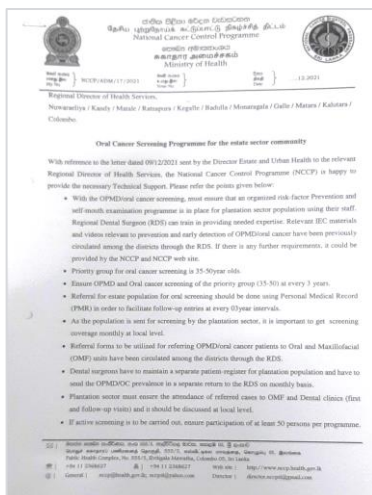 ජාතික පිළිකා මර්දන වැඩසටහන
தேசிய புற்றுநோய்க் கட்டுப்பாட்டு நிகழ்ச்சித் திட்டம்
National Cancer Control Programme
සෞඛ්‍ය අමාත්‍යාංශය
சுகாதார அமைச்சகம்
Ministry of Health
NCCP/ADM/17/2021
...12.2021
Regional Director of Health Services,
Nuwaraeliya / Kandy / Matale / Ratnapura / Kegalle / Badulla / Monaragala / Galle / Matara / Kalutara /
Colombo.
Oral Cancer Screening Programme for the estate sector community
With reference to the letter dated 09/12/2021 sent by the Director Estate and Urban Health to the relevant
Regional Director of Health Services, the National Cancer Control Programme (NCCP) is happy to
provide the necessary Technical Support. Please refer the points given below:
• With the OPMD/oral cancer screening, must ensure that an organised risk-factor Prevention and
self-mouth examination programme is in place for plantation sector population using their staff.
Regional Dental Surgeon (RDS) can train in providing needed expertise. Relevant IEC materials
and videos relevant to prevention and early detection of OPMD/oral cancer have been previously
circulated among the districts through the RDS. If there is any further requirements, it could be
provided by the NCCP and NCCP web site.
• Priority group for oral cancer screening is 35-50year olds.
• Ensure OPMD and Oral cancer screening of the priority group (35-50) at every 3 years.
• Referral for estate population for oral screening should be done using Personal Medical Record
(PMR) in order to facilitate follow-up entries at every 03year intervals.
• As the population is sent for screening by the plantation sector, it is important to get screening
coverage monthly at local level.
• Referral forms to be utilised for referring OPMD/oral cancer patients to Oral and Maxillofacial
(OMF) units have been circulated among the districts through the RDS.
• Dental surgeons have to maintain a separate patient register for plantation population and have to
send the OPMD/OC prevalence in a separate return to the RDS on monthly basis.
• Plantation sector must ensure the attendance of referred cases to OMF and Dental clinics (first
and follow-up visits) and it should be discussed at local level.
• If active screening is to be carried out, ensure participation of at least 50 persons per programme.
Public Health Complex, No. 555/5, Elvitigala Mawatha, Colombo 05, Sri Lanka
+94 11 2368627 | +94 11 2368627 Web site | http://www.nccp.health.gov.lk
General | nccp@health.gov.lk, nccpsl@yahoo.com Director | director.nccpsl@gmail.com